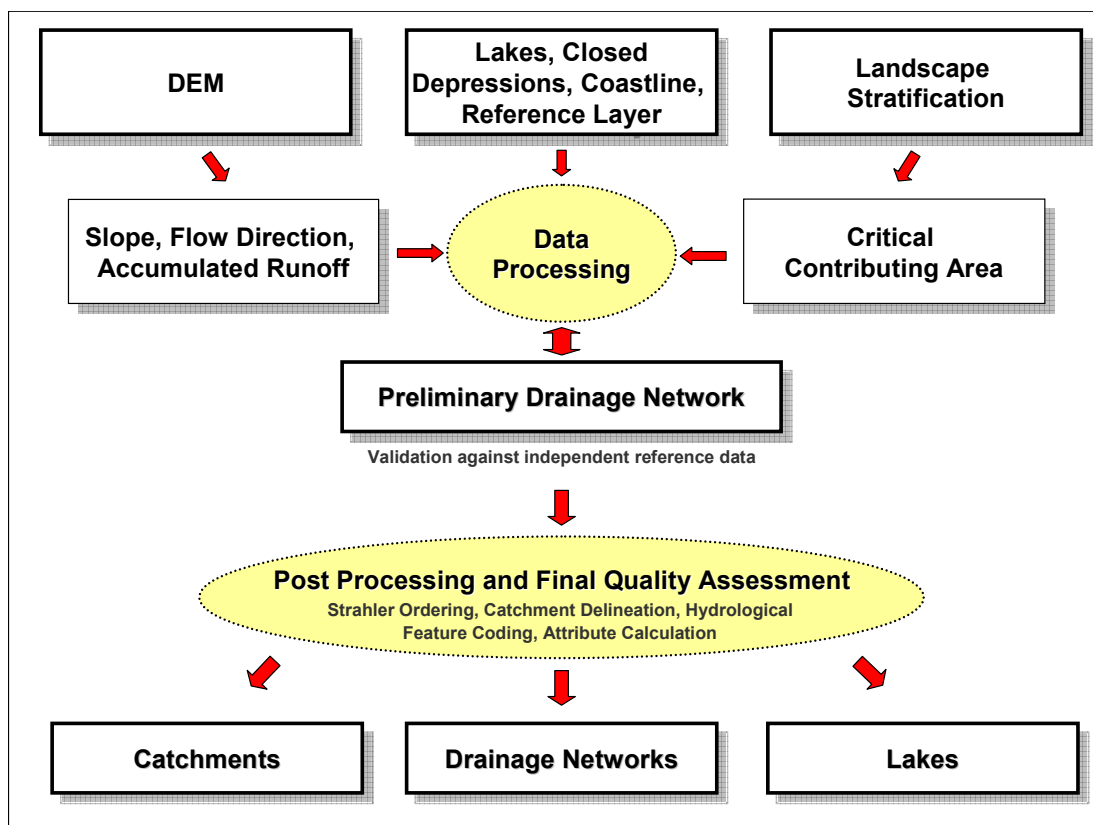 DEM
Lakes, Closed
Depressions, Coastline,
Reference Layer
Landscape
Stratification
Slope, Flow Direction,
Accumulated Runoff
Data
Processing
Critical
Contributing Area
Preliminary Drainage Network
Validation against independent reference data
Post Processing and Final Quality Assessment
Strahler Ordering, Catchment Delineation, Hydrological
Feature Coding, Attribute Calculation
Catchments
Drainage Networks
Lakes